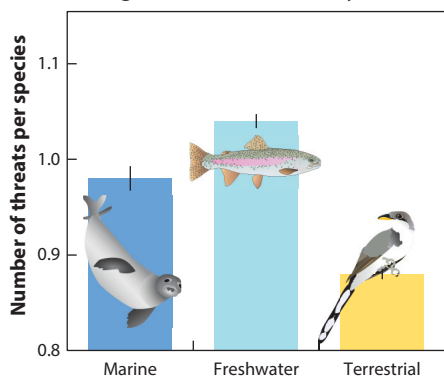 Number of threats per species
1.1
1.0
0.9
0.8
Marine Freshwater Terrestrial